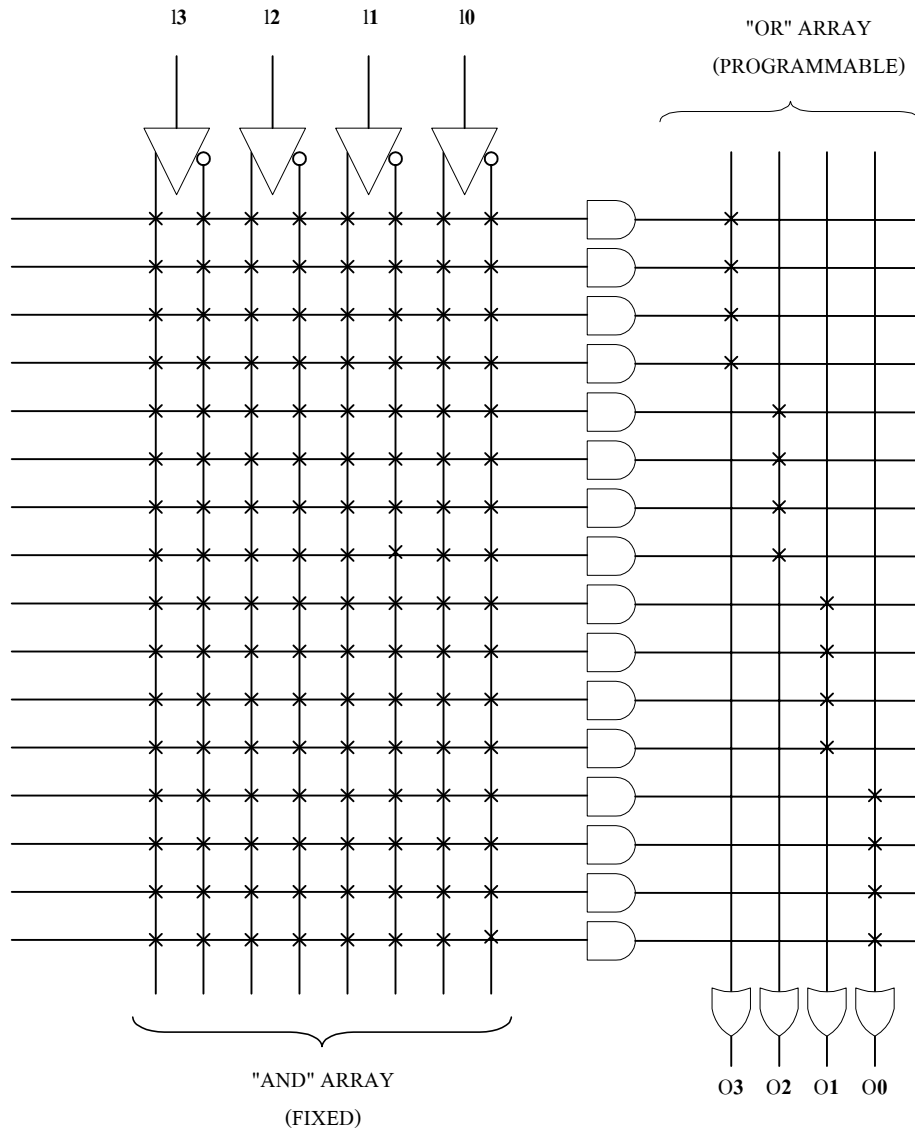 I3 I2 I1 I0
"OR" ARRAY
(PROGRAMMABLE)
O3 O2 O1 O0
"AND" ARRAY
(FIXED)